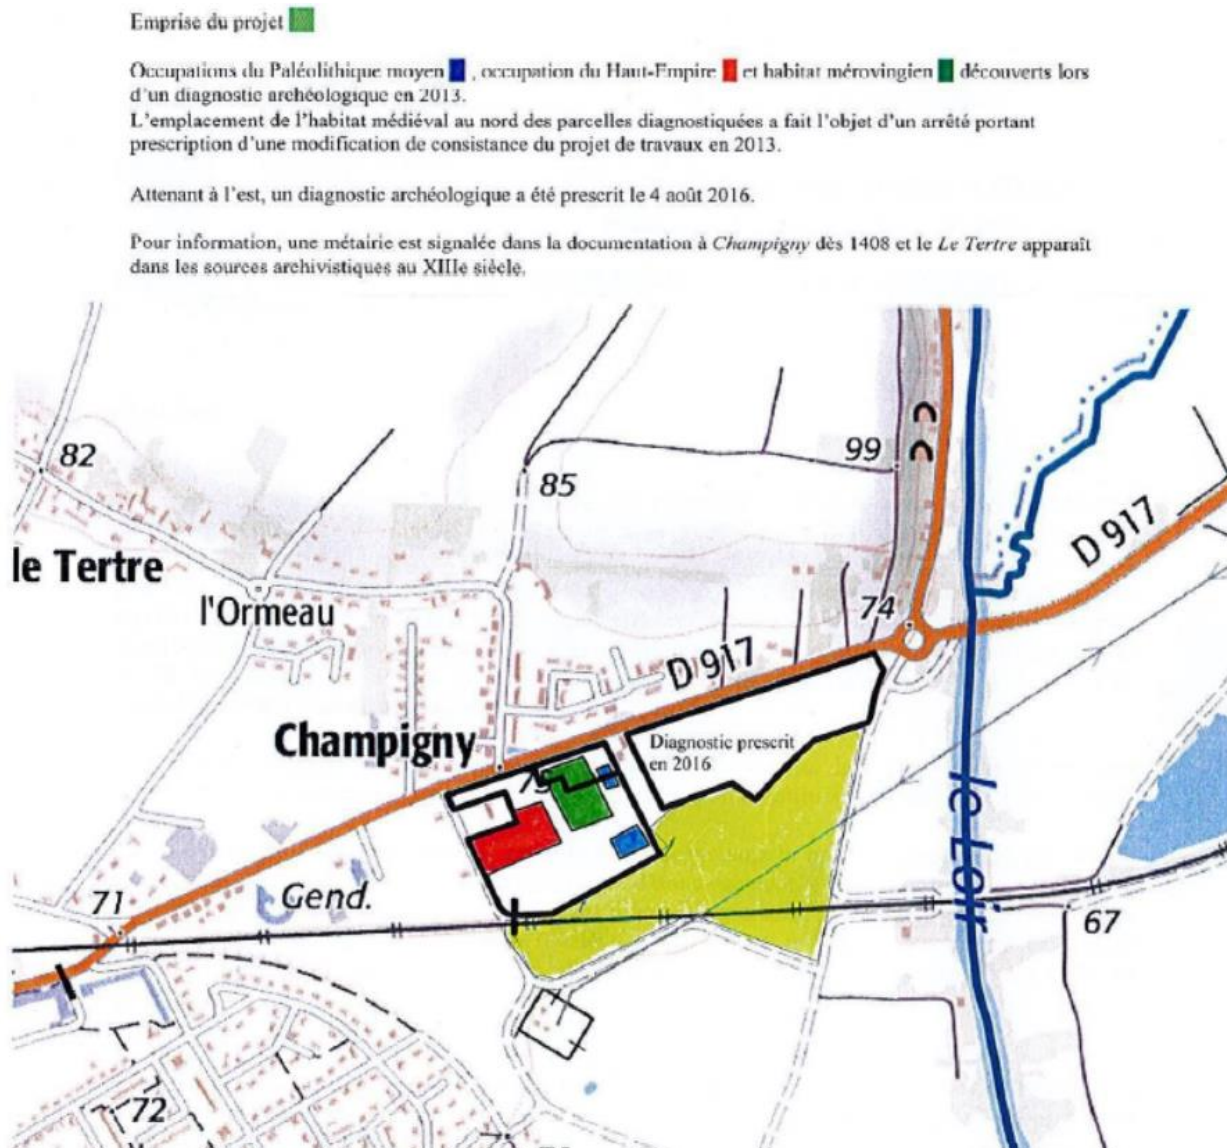 Emprise du projet
Occupations du Paléolithique moyen , occupation du Haut-Empire et habitat mérovingien découverts lors
d'un diagnostic archéologique en 2013.
L'emplacement de l'habitat médiéval au nord des parcelles diagnostiquées a fait l'objet d'un arrêté portant
prescription d'une modification de consistance du projet de travaux en 2013.
Attenant à l'est, un diagnostic archéologique a été prescrit le 4 août 2016.
Pour information, une métairie est signalée dans la documentation à Champigny dès 1408 et le Le Tertre apparaît
dans les sources archivistiques au XIIIe siècle.
82
85
99
D 917
le Tertre
l'Ormeau
74
D 917
Champigny
Diagnostic prescrit
en 2016
75
le Loir
71
Gend.
67
72